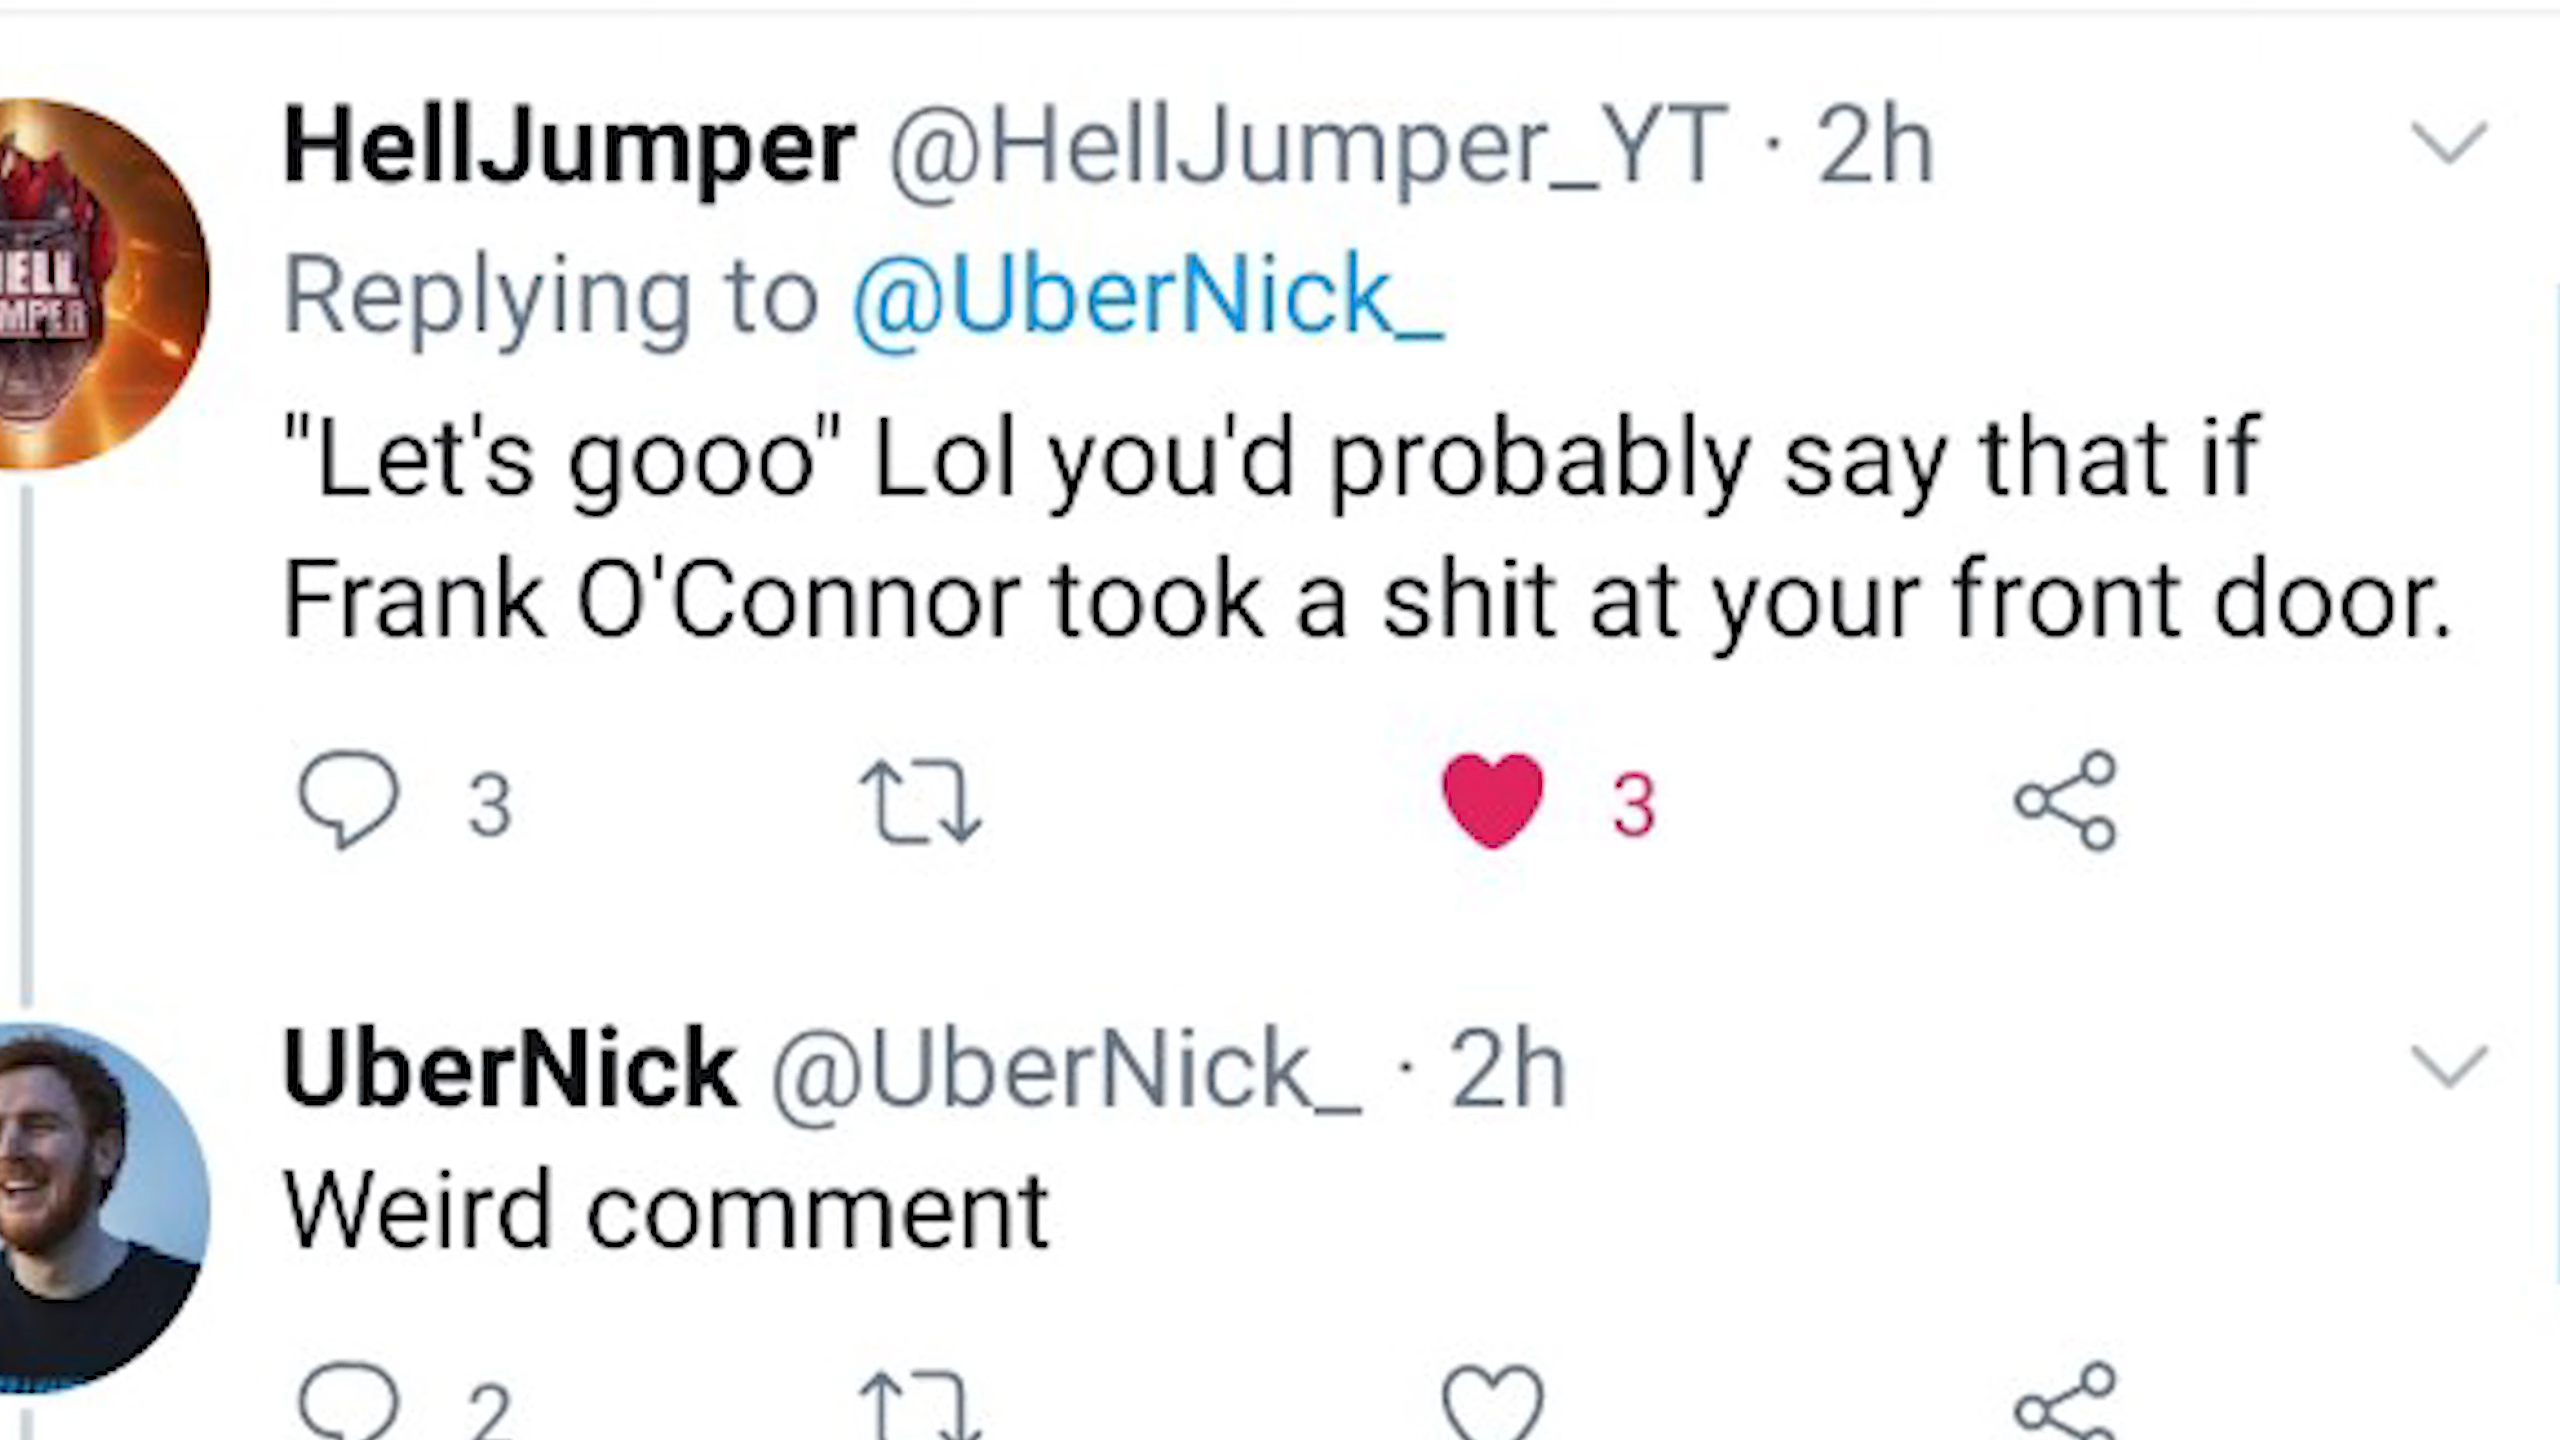 HellJumper @HellJumper_YT · 2h
Replying to @UberNick_
"Let's gooo" Lol you'd probably say that if
Frank O'Connor took a shit at your front door.
3 3
UberNick @UberNick_ · 2h
Weird comment
2